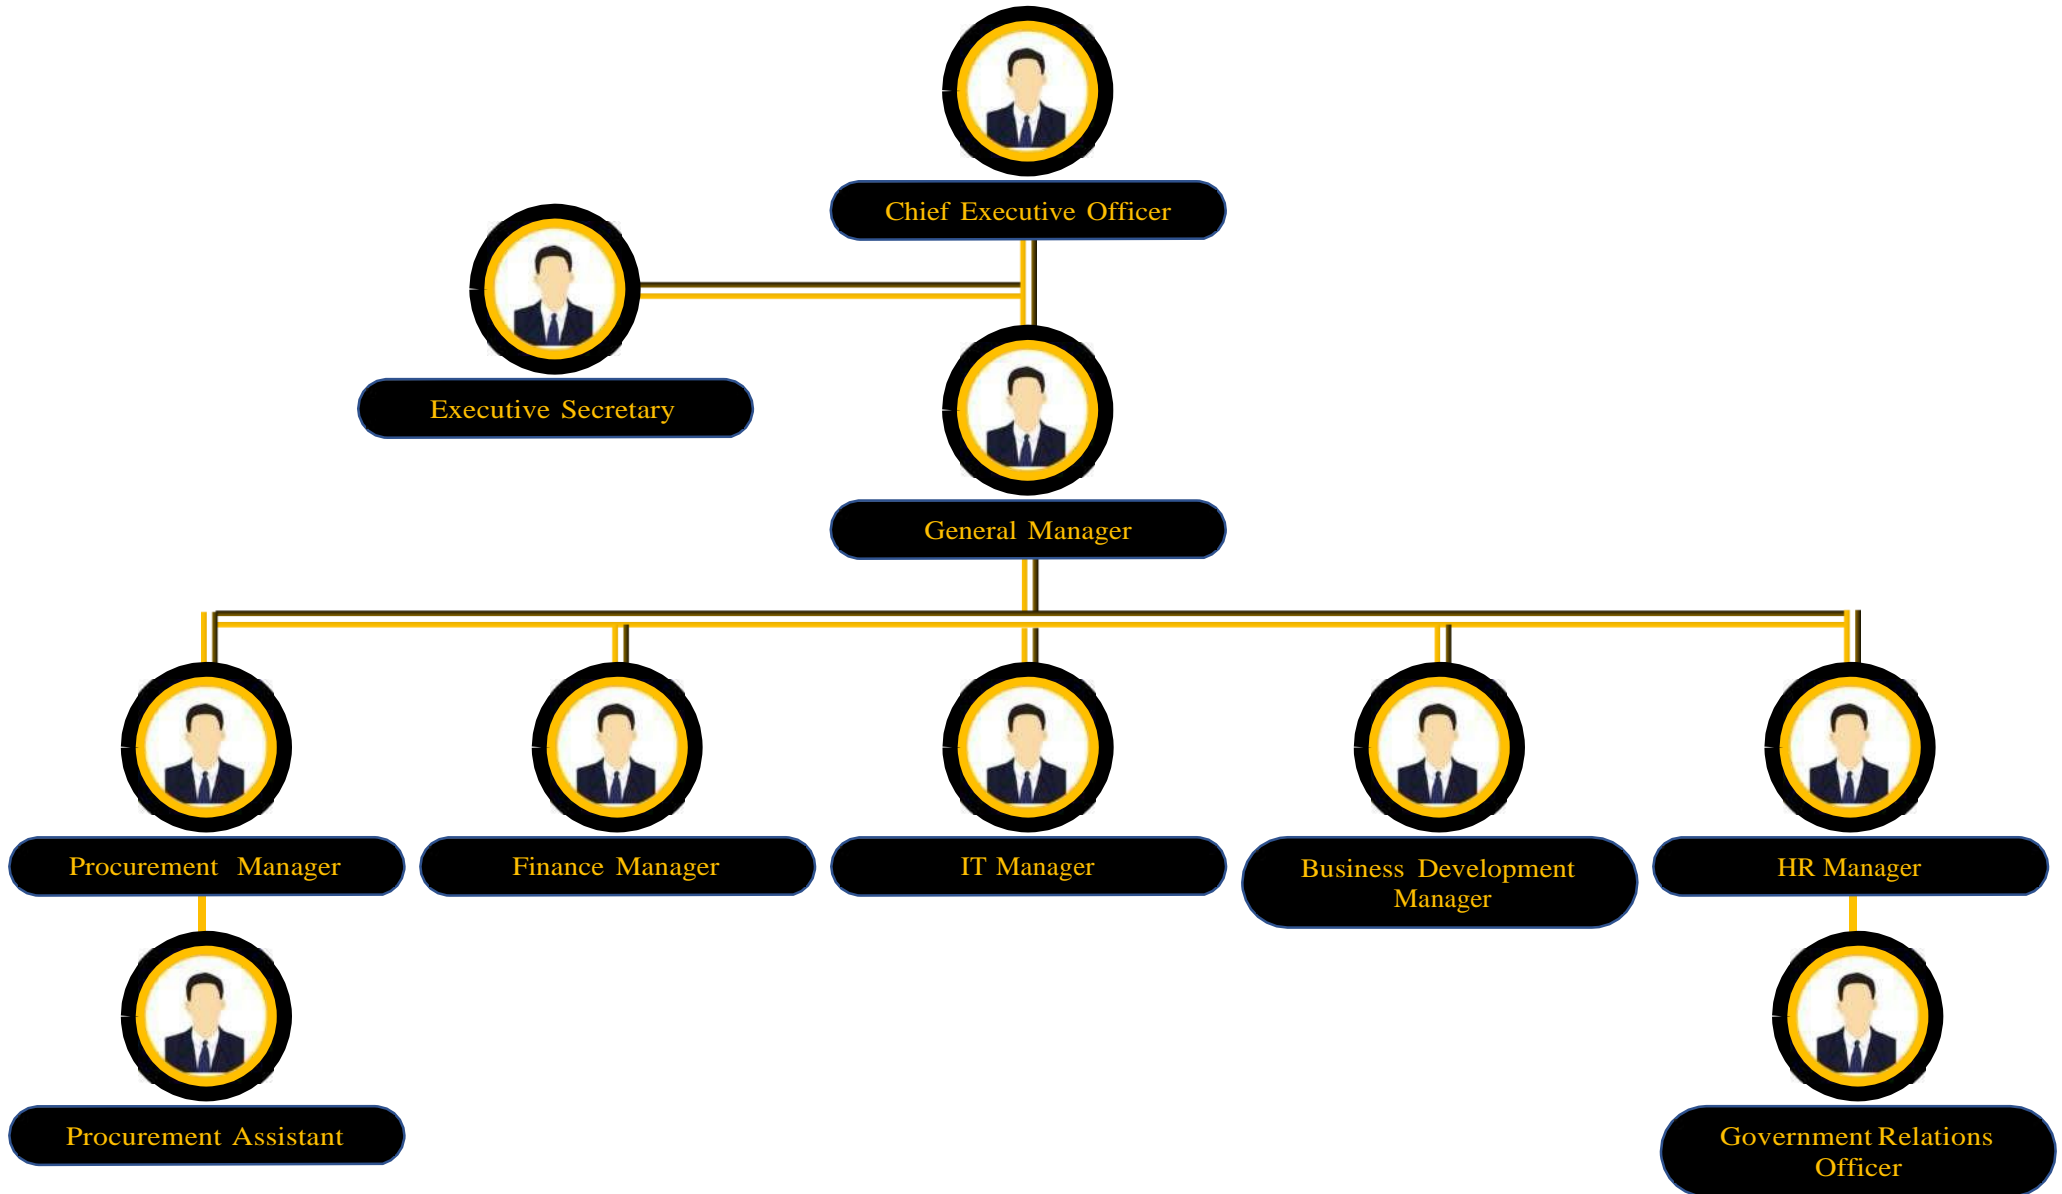 Chief Executive Officer
Executive Secretary
General Manager
Procurement Manager
Finance Manager
IT Manager
Business Development
Manager
HR Manager
Procurement Assistant
Government Relations
Officer